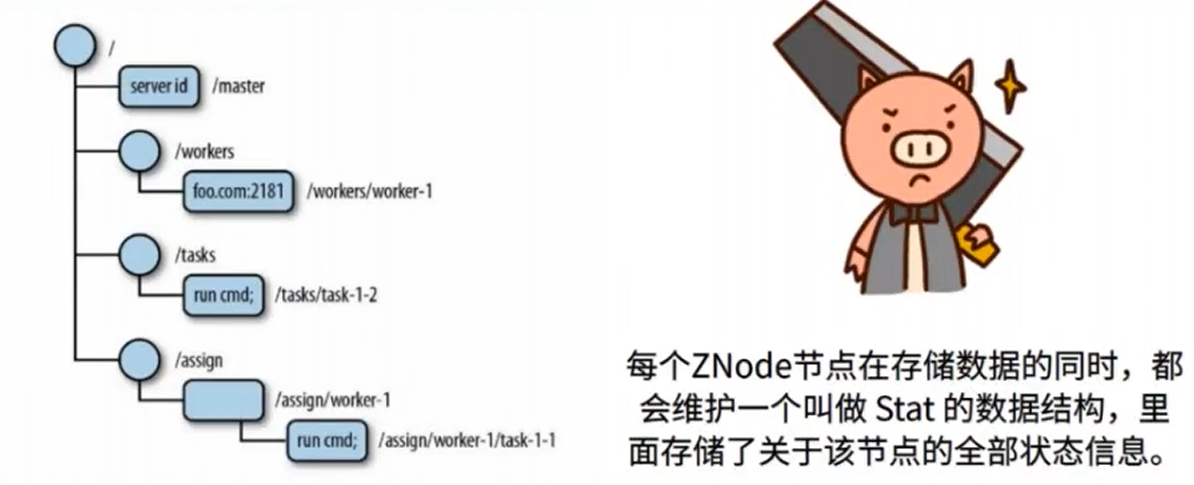 /
server id /master
/workers
foo.com:2181 /workers/worker-1
/tasks
run cmd; /tasks/task-1-2
/assign
/assign/worker-1
run cmd; /assign/worker-1/task-1-1
每个ZNode节点在存储数据的同时，都
会维护一个叫做 Stat 的数据结构，里
面存储了关于该节点的全部状态信息。